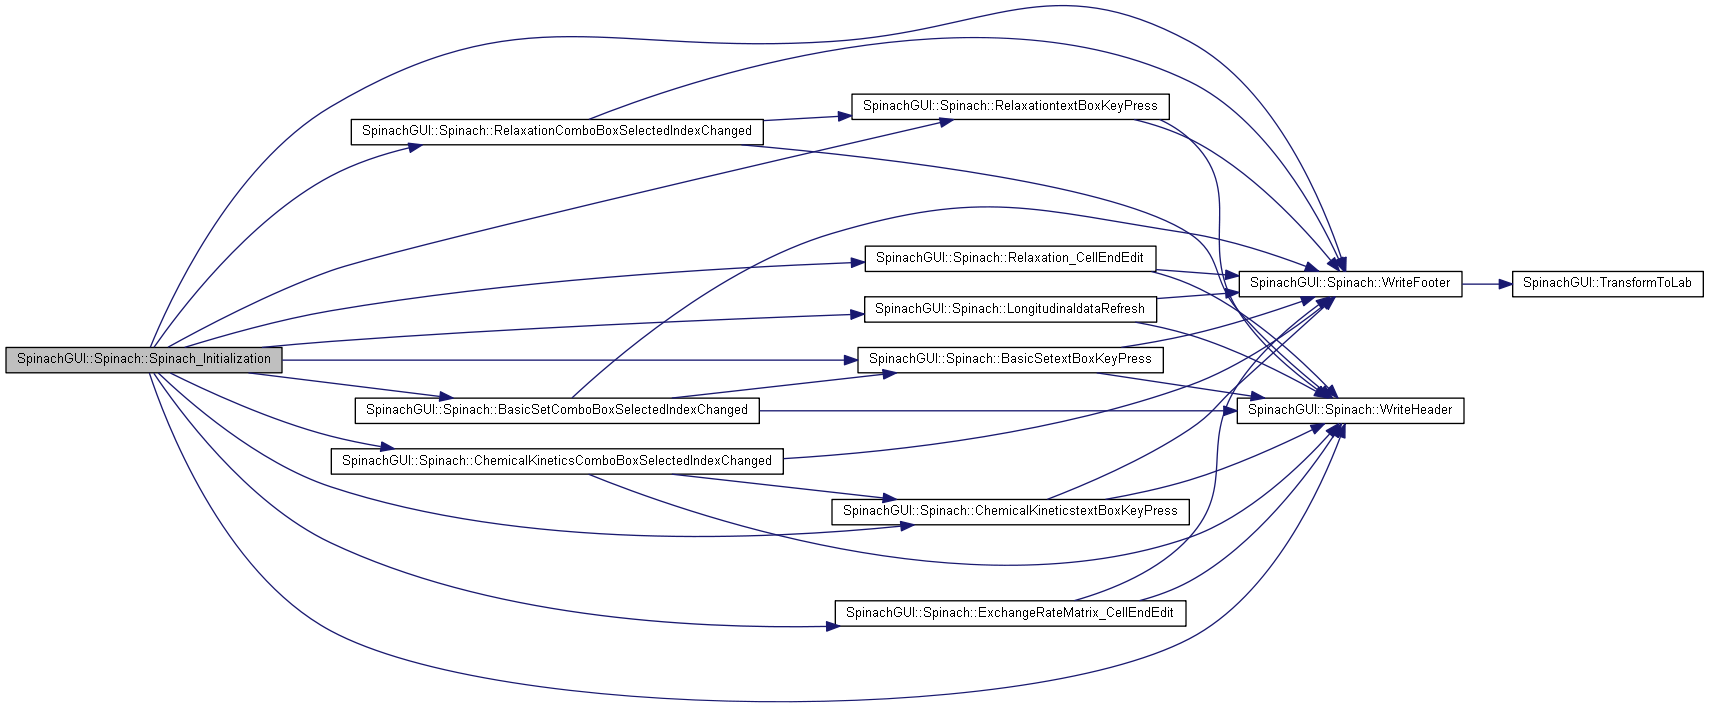 SpinachGUI::Spinach::RelaxationtextBoxKeyPress
SpinachGUI::Spinach::RelaxationComboBoxSelectedIndexChanged
SpinachGUI::Spinach::Relaxation_CellEndEdit
SpinachGUI::Spinach::WriteFooter
SpinachGUI::TransformToLab
SpinachGUI::Spinach::LongitudinaldataRefresh
SpinachGUI::Spinach::Spinach_Initialization
SpinachGUI::Spinach::BasicSetextBoxKeyPress
SpinachGUI::Spinach::BasicSetComboBoxSelectedIndexChanged
SpinachGUI::Spinach::WriteHeader
SpinachGUI::Spinach::ChemicalKineticsComboBoxSelectedIndexChanged
SpinachGUI::Spinach::ChemicalKineticstextBoxKeyPress
SpinachGUI::Spinach::ExchangeRateMatrix_CellEndEdit